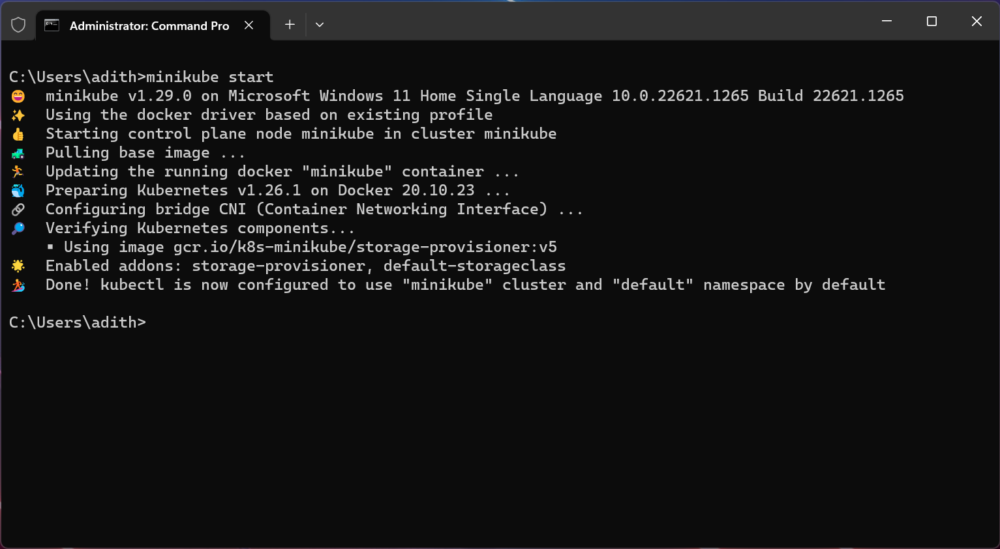 Administrator: Command Pro
C:\Users\adith>minikube start
😄 minikube v1.29.0 on Microsoft Windows 11 Home Single Language 10.0.22621.1265 Build 22621.1265
✨ Using the docker driver based on existing profile
👍 Starting control plane node minikube in cluster minikube
🚜 Pulling base image ...
🏃 Updating the running docker "minikube" container ...
🐳 Preparing Kubernetes v1.26.1 on Docker 20.10.23 ...
🔗 Configuring bridge CNI (Container Networking Interface) ...
🔎 Verifying Kubernetes components...
▪ Using image gcr.io/k8s-minikube/storage-provisioner:v5
🌟 Enabled addons: storage-provisioner, default-storageclass
🏄 Done! kubectl is now configured to use "minikube" cluster and "default" namespace by default
C:\Users\adith>